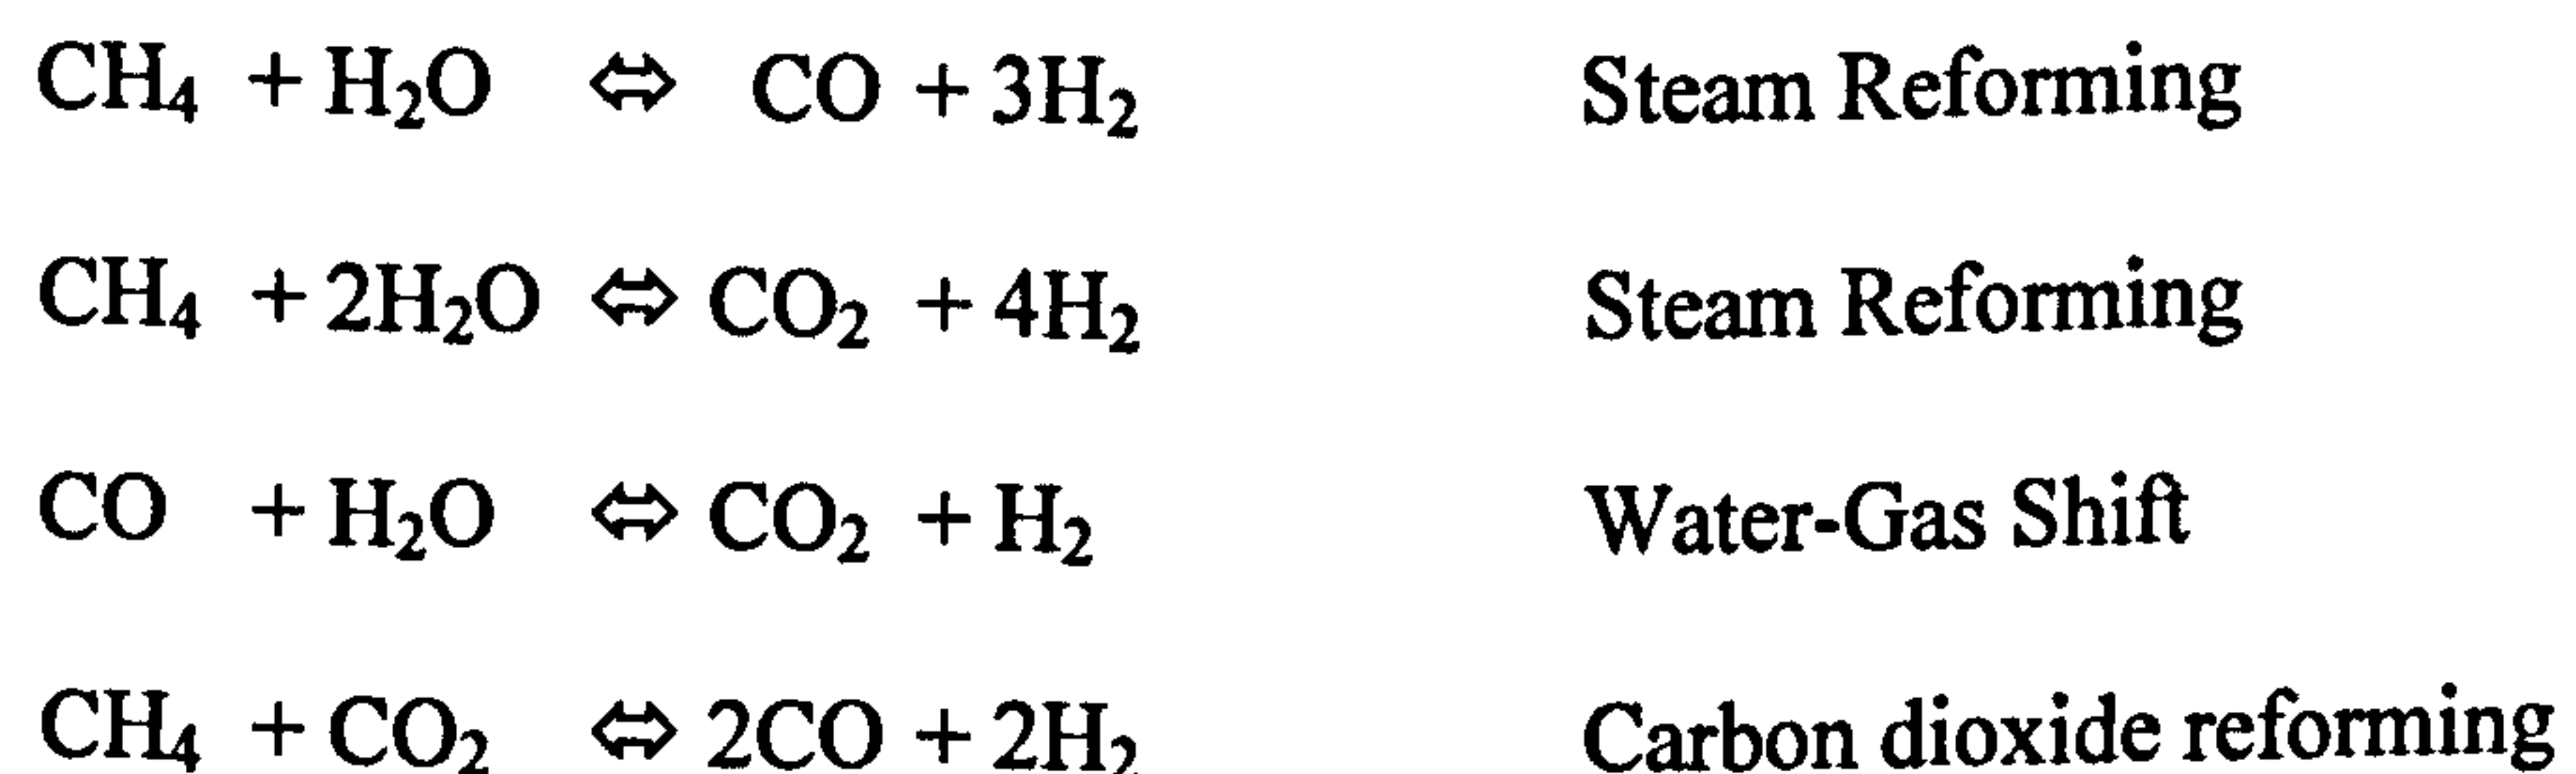 CH₄ + H₂O ⇔ CO + 3H₂ Steam Reforming
CH₄ + 2H₂O ⇔ CO₂ + 4H₂ Steam Reforming
CO + H₂O ⇔ CO₂ + H₂ Water-Gas Shift
CH₄ + CO₂ ⇔ 2CO + 2H₂ Carbon dioxide reforming